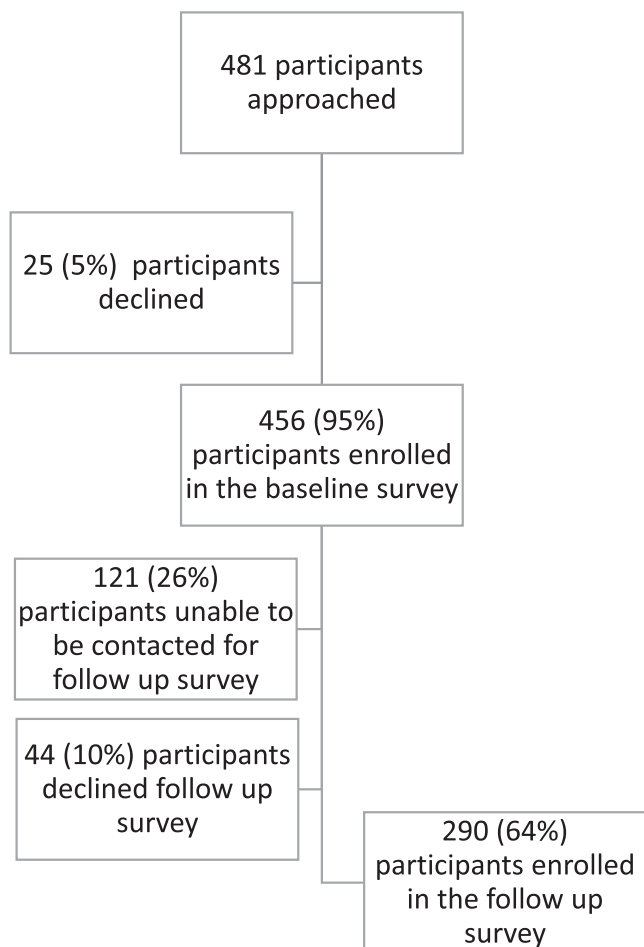 481 participants
approached
25 (5%) participants
declined
456 (95%)
participants enrolled
in the baseline survey
121 (26%)
participants unable to
be contacted for
follow up survey
44 (10%) participants
declined follow up
survey
290 (64%)
participants enrolled
in the follow up
survey